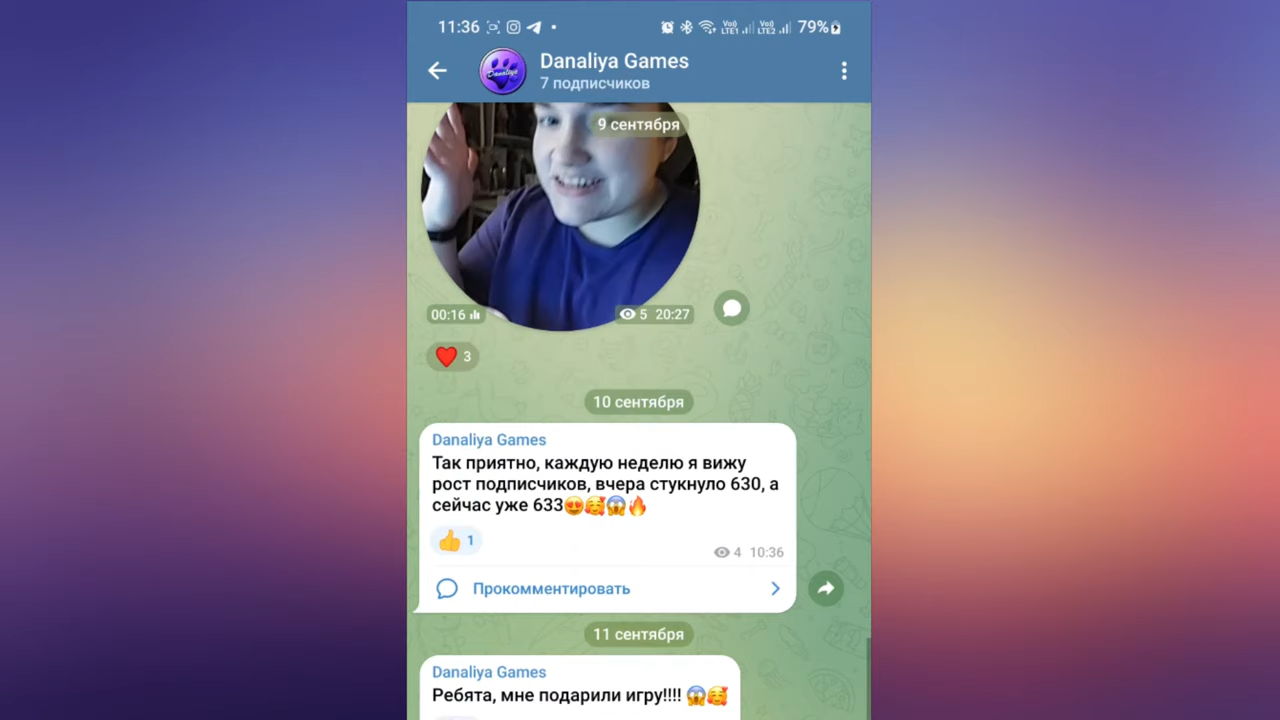 11:36
LTE1 LTE2 79%
Danaliya Games
7 подписчиков
9 сентября
00:16 5 20:27
3
10 сентября
Danaliya Games
Так приятно, каждую неделю я вижу
рост подписчиков, вчера стукнуло 630, а
сейчас уже 633😍🥰😱🔥
1
4 10:36
Прокомментировать
11 сентября
Danaliya Games
Ребята, мне подарили игру!!!! 😱🥰